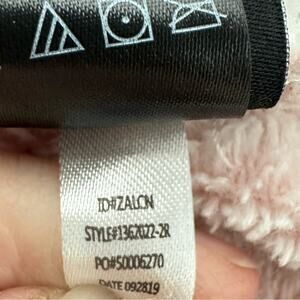 ID#ZALCN
STYLE#1362022-2R
PO#50006270
DATE 092819